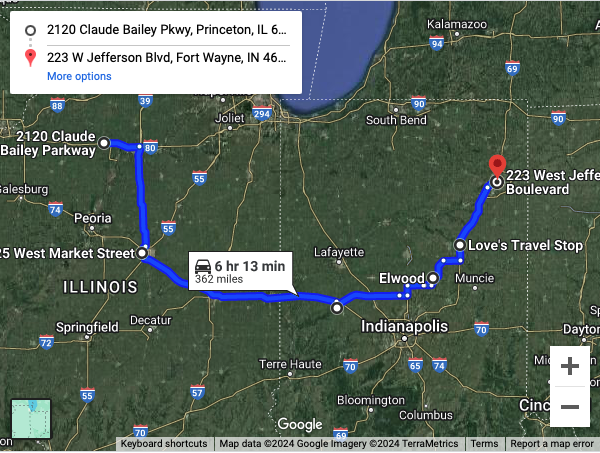 2120 Claude Bailey Pkwy, Princeton, IL 6...
223 W Jefferson Blvd, Fort Wayne, IN 46...
More options
Kalamazoo
94
69
88
39
Joliet
294
90
South Bend
90
80
2120 Claude
Bailey Parkway
55
223 West Jeffe
Boulevard
Galesburg
74
Peoria
55
25 West Market Street
Love's Travel Stop
Lafayette
6 hr 13 min
362 miles
Elwood
Muncie
ILLINOIS
Springfield
Decatur
Indianapolis
70
72
Dayton
Terre Haute
70
65
74
55
57
Bloomington
Columbus
Cinc
70
69
Google
Keyboard shortcuts
Map data ©2024 Google Imagery ©2024 TerraMetrics
Terms
Report a map error